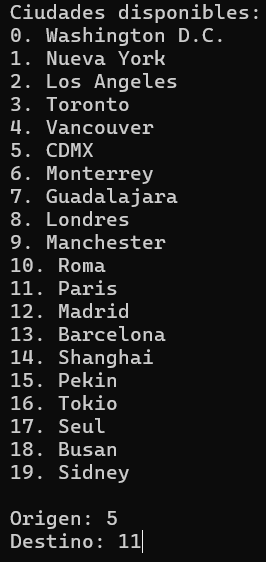 Ciudades disponibles:
0. Washington D.C.
1. Nueva York
2. Los Angeles
3. Toronto
4. Vancouver
5. CDMX
6. Monterrey
7. Guadalajara
8. Londres
9. Manchester
10. Roma
11. Paris
12. Madrid
13. Barcelona
14. Shanghai
15. Pekin
16. Tokio
17. Seul
18. Busan
19. Sidney
Origen: 5
Destino: 11